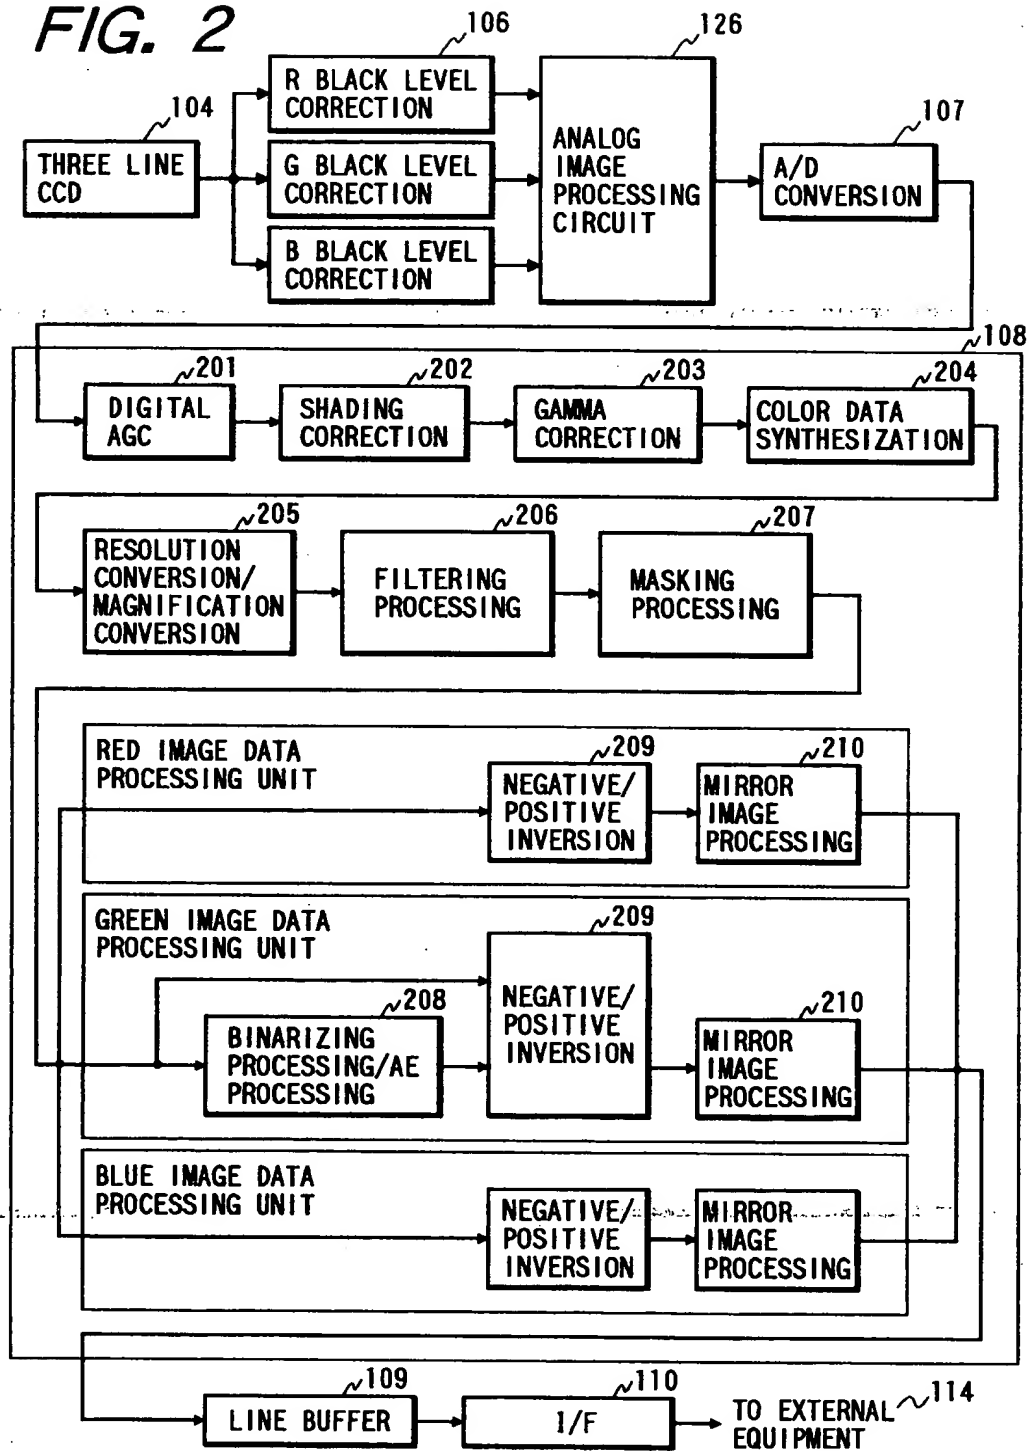 FIG. 2
104
THREE LINE
CCD
106
R BLACK LEVEL
CORRECTION
G BLACK LEVEL
CORRECTION
B BLACK LEVEL
CORRECTION
126
ANALOG
IMAGE
PROCESSING
CIRCUIT
107
A/D
CONVERSION
108
201
DIGITAL
AGC
202
SHADING
CORRECTION
203
GAMMA
CORRECTION
204
COLOR DATA
SYNTHESIZATION
205
RESOLUTION
CONVERSION/
MAGNIFICATION
CONVERSION
206
FILTERING
PROCESSING
207
MASKING
PROCESSING
RED IMAGE DATA
PROCESSING UNIT
209
NEGATIVE/
POSITIVE
INVERSION
210
MIRROR
IMAGE
PROCESSING
GREEN IMAGE DATA
PROCESSING UNIT
208
BINARIZING
PROCESSING/AE
PROCESSING
209
NEGATIVE/
POSITIVE
INVERSION
210
MIRROR
IMAGE
PROCESSING
BLUE IMAGE DATA
PROCESSING UNIT
NEGATIVE/
POSITIVE
INVERSION
MIRROR
IMAGE
PROCESSING
109
LINE BUFFER
110
I/F
TO EXTERNAL
EQUIPMENT
114